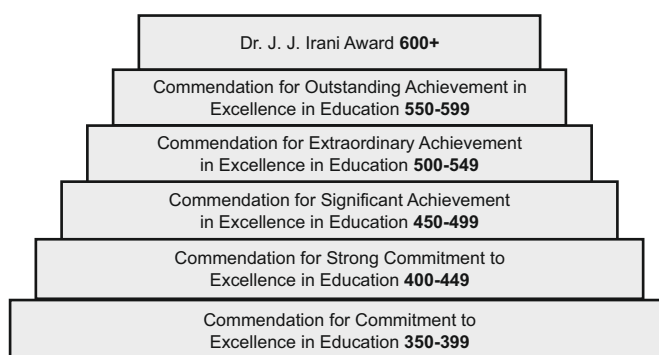 Dr. J. J. Irani Award 600+
Commendation for Outstanding Achievement in
Excellence in Education 550-599
Commendation for Extraordinary Achievement
in Excellence in Education 500-549
Commendation for Significant Achievement
in Excellence in Education 450-499
Commendation for Strong Commitment to
Excellence in Education 400-449
Commendation for Commitment to
Excellence in Education 350-399